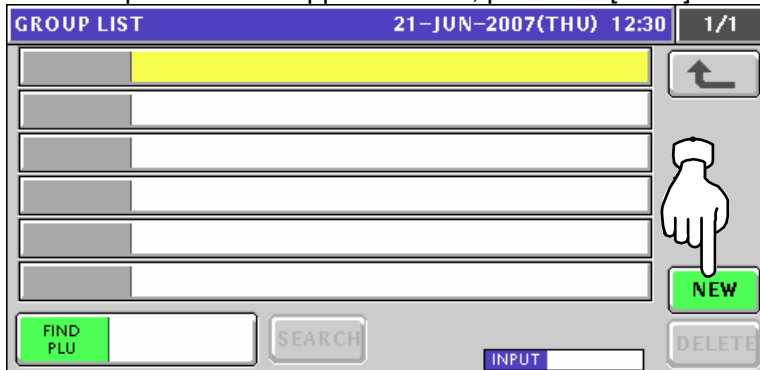 GROUP LIST 21-JUN-2007(THU) 12:30 1/1
NEW
FIND
PLU
SEARCH
DELETE
INPUT